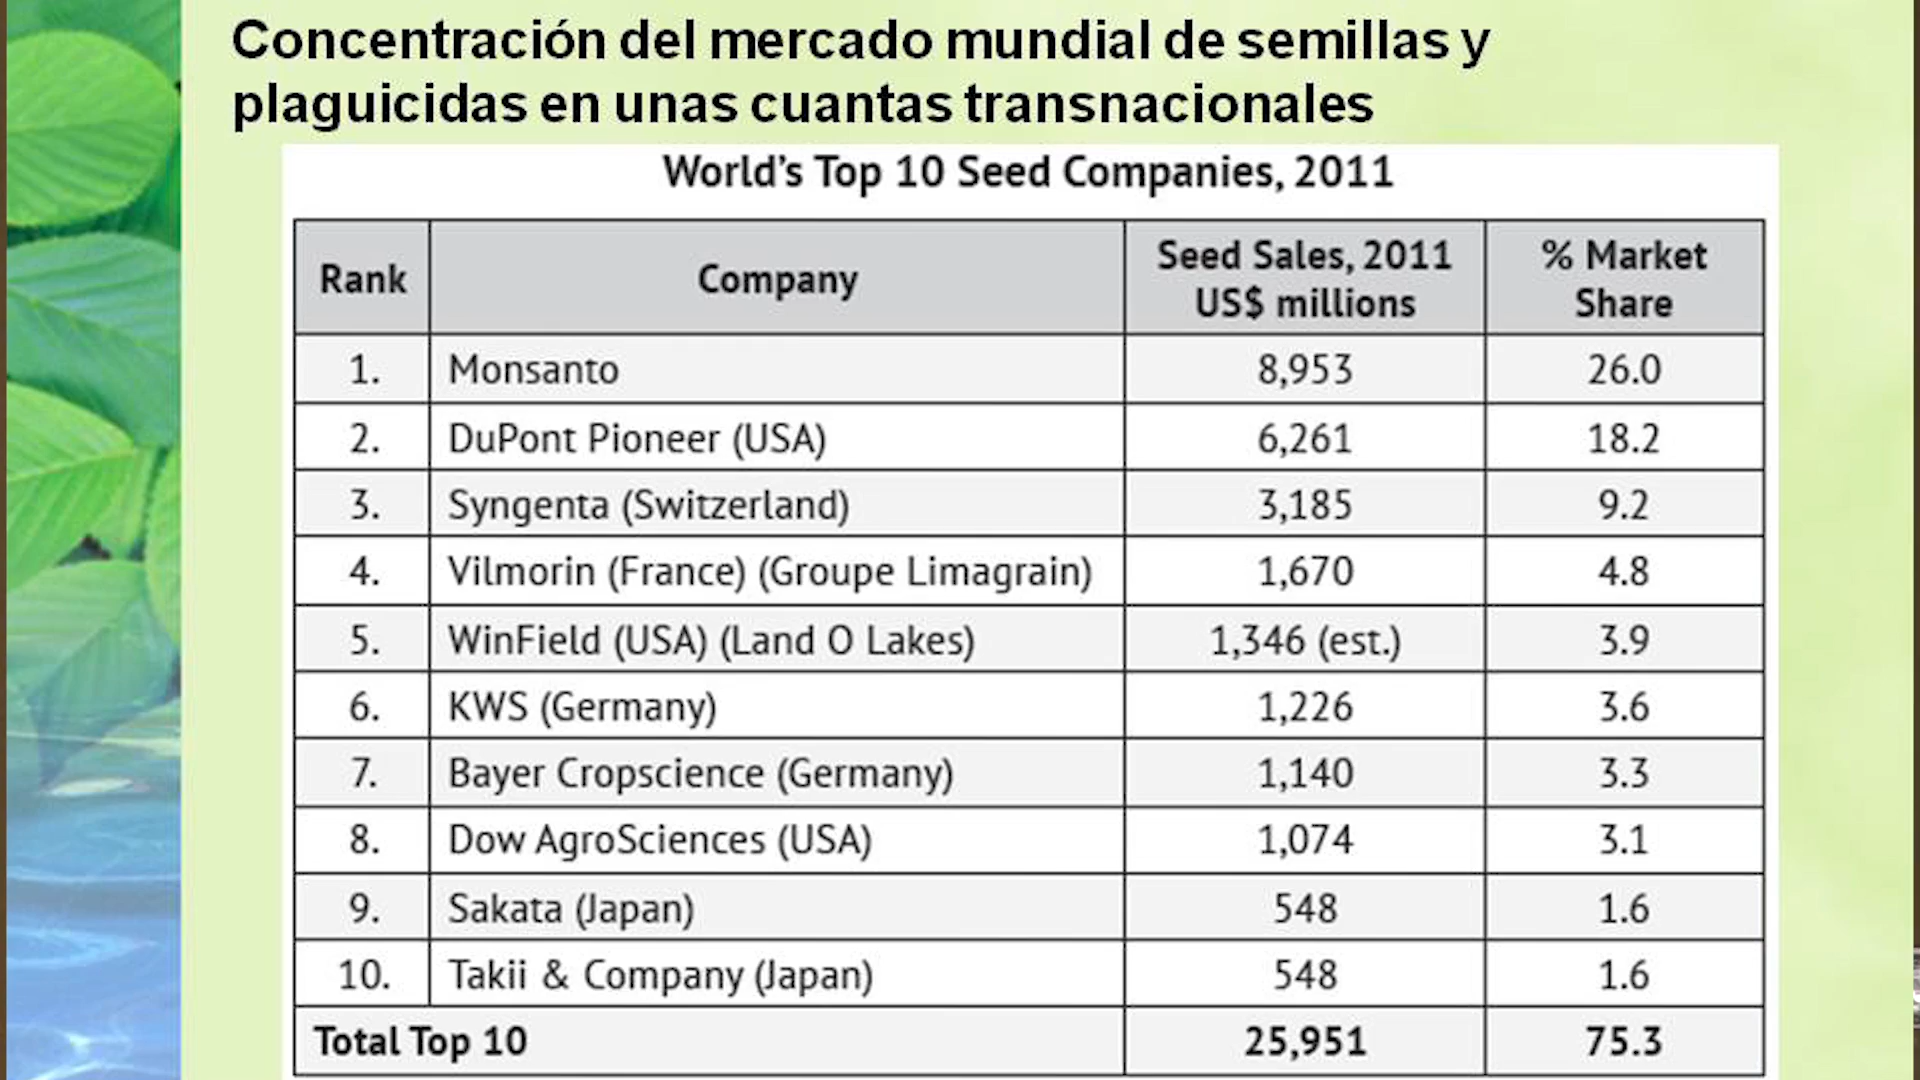 Concentración del mercado mundial de semillas y
plaguicidas en unas cuantas transnacionales
World's Top 10 Seed Companies, 2011
Rank Company Seed Sales, 2011 US$ millions % Market Share
1. Monsanto 8,953 26.0
2. DuPont Pioneer (USA) 6,261 18.2
3. Syngenta (Switzerland) 3,185 9.2
4. Vilmorin (France) (Groupe Limagrain) 1,670 4.8
5. WinField (USA) (Land O Lakes) 1,346 (est.) 3.9
6. KWS (Germany) 1,226 3.6
7. Bayer Cropscience (Germany) 1,140 3.3
8. Dow AgroSciences (USA) 1,074 3.1
9. Sakata (Japan) 548 1.6
10. Takii & Company (Japan) 548 1.6
Total Top 10 25,951 75.3